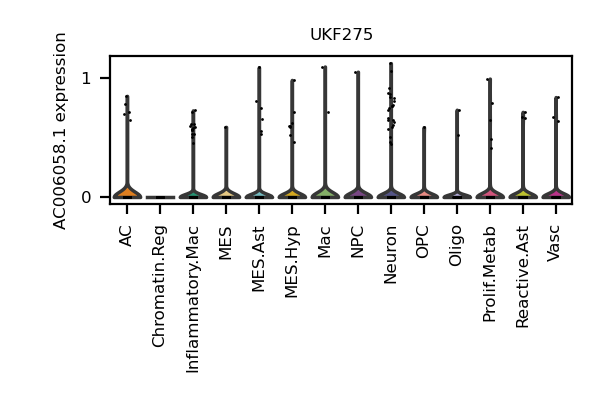 UKF275
AC006058.1 expression
1
0
AC
Chromatin.Reg
Inflammatory.Mac
MES
MES.Ast
MES.Hyp
Mac
NPC
Neuron
OPC
Oligo
Prolif.Metab
Reactive.Ast
Vasc